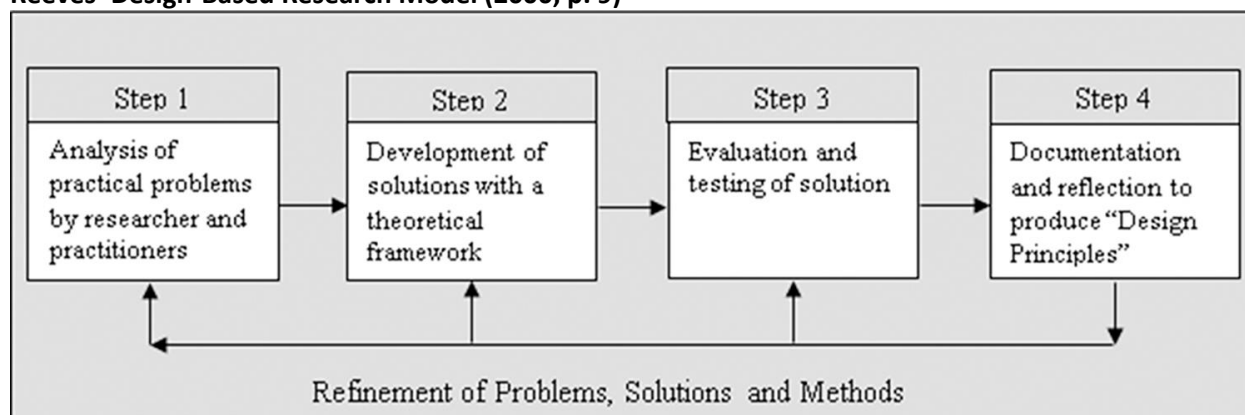 Reeves' Design-Based Research Model
Step 1
Analysis of
practical problems
by researcher and
practitioners
Step 2
Development of
solutions with a
theoretical
framework
Step 3
Evaluation and
testing of solution
Step 4
Documentation
and reflection to
produce “Design
Principles”
Refinement of Problems, Solutions and Methods